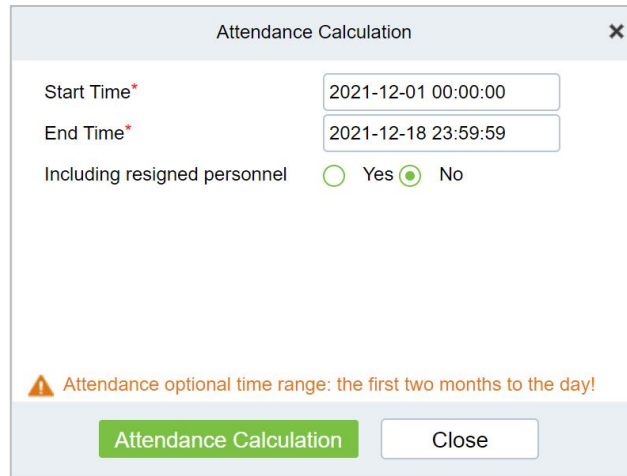 Attendance Calculation
Start Time* 2021-12-01 00:00:00
End Time* 2021-12-18 23:59:59
Including resigned personnel Yes No
Attendance optional time range: the first two months to the day!
Attendance Calculation Close